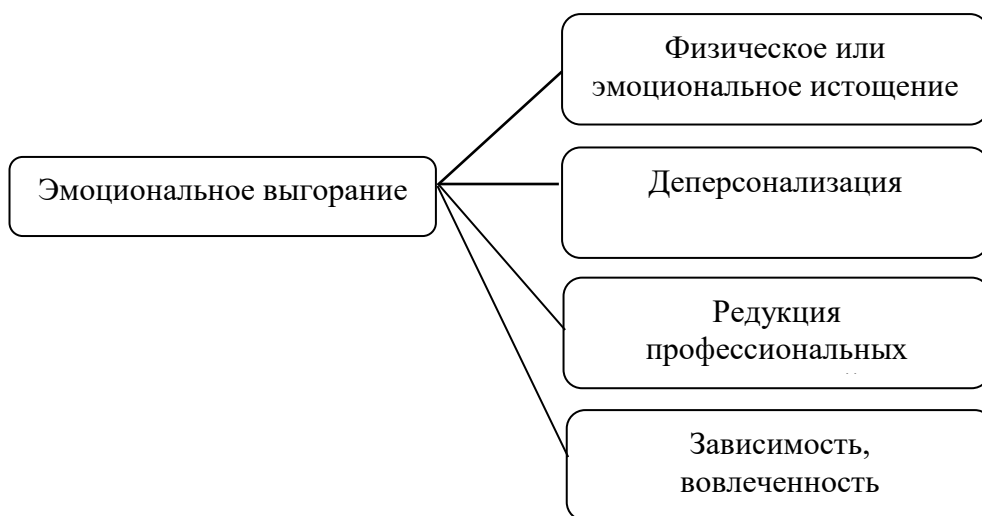 Физическое или
эмоциональное истощение
Эмоциональное выгорание
Деперсонализация
Редукция
профессиональных
Зависимость,
вовлеченность